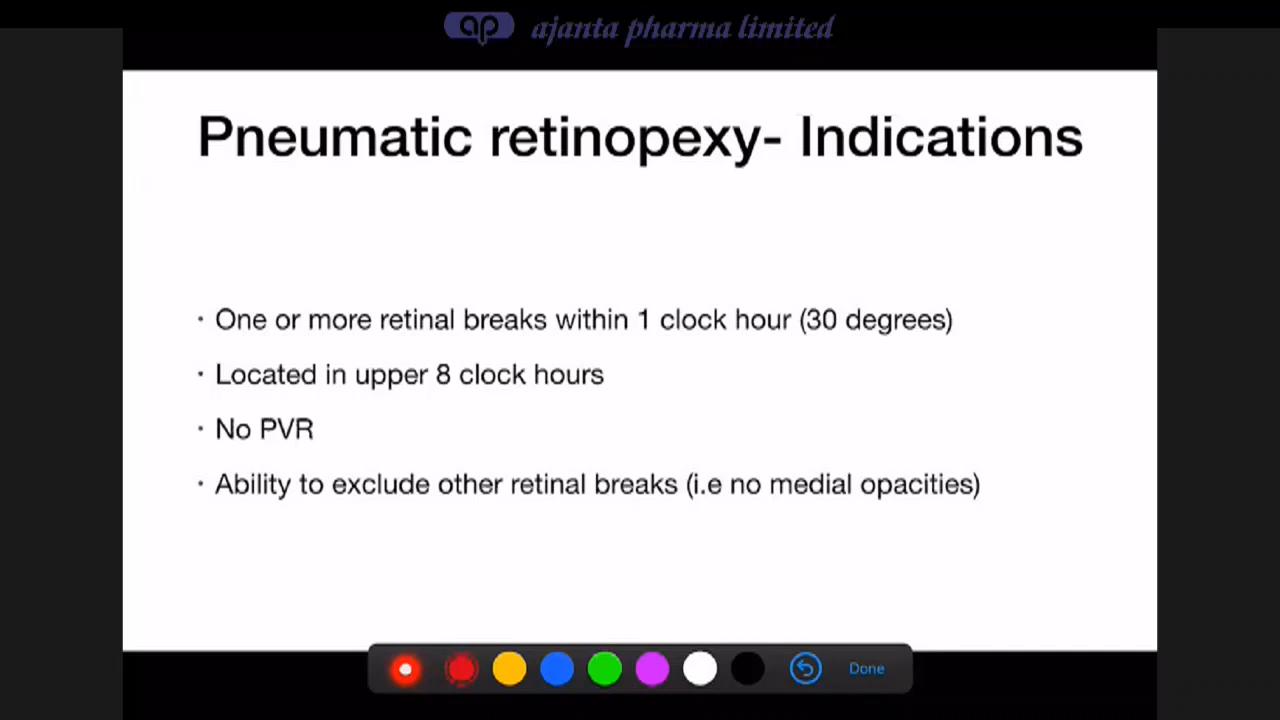 ap ajanta pharma limited
Pneumatic retinopexy- Indications
· One or more retinal breaks within 1 clock hour (30 degrees)
· Located in upper 8 clock hours
· No PVR
· Ability to exclude other retinal breaks (i.e no medial opacities)
Done